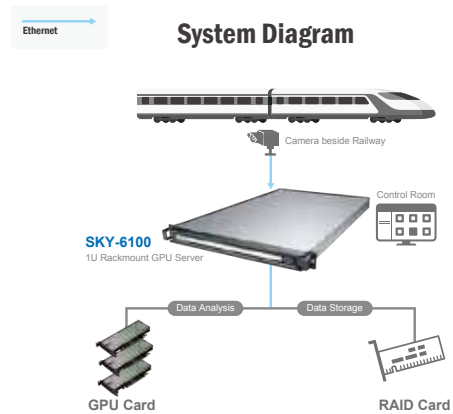 Ethernet
System Diagram
Camera beside Railway
Control Room
SKY-6100
1U Rackmount GPU Server
Data Analysis
Data Storage
GPU Card
RAID Card